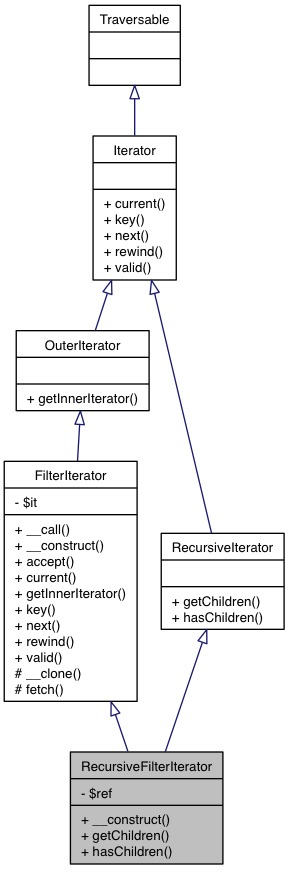 Traversable
Iterator
+ current()
+ key()
+ next()
+ rewind()
+ valid()
OuterIterator
+ getInnerIterator()
FilterIterator
- $it
+ __call()
+ __construct()
+ accept()
+ current()
+ getInnerIterator()
+ key()
+ next()
+ rewind()
+ valid()
# __clone()
# fetch()
RecursiveIterator
+ getChildren()
+ hasChildren()
RecursiveFilterIterator
- $ref
+ __construct()
+ getChildren()
+ hasChildren()